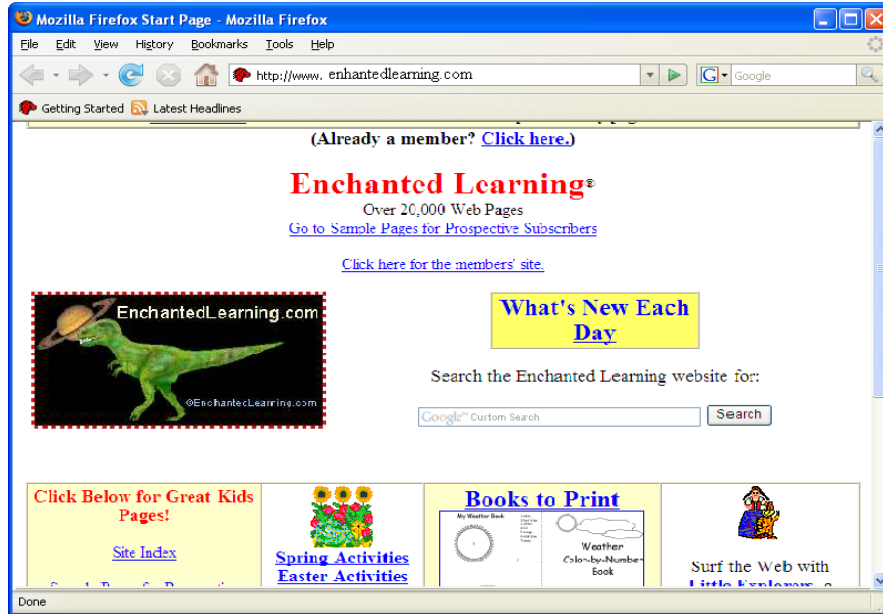 Mozilla Firefox Start Page - Mozilla Firefox
File Edit View History Bookmarks Tools Help
http://www. enhantedlearning.com
G Google
Getting Started Latest Headlines
(Already a member? Click here.)
Enchanted Learning®
Over 20,000 Web Pages
Go to Sample Pages for Prospective Subscribers
Click here for the members' site.
EnchantedLearning.com
©EnchantedLearning.com
What's New Each
Day
Search the Enchanted Learning website for:
Google™ Custom Search
Search
Click Below for Great Kids
Pages!
Site Index
Spring Activities
Easter Activities
Books to Print
My Weather Book
Weather
Color-by-Number
Book
Surf the Web with
Little Explorers, a
Done